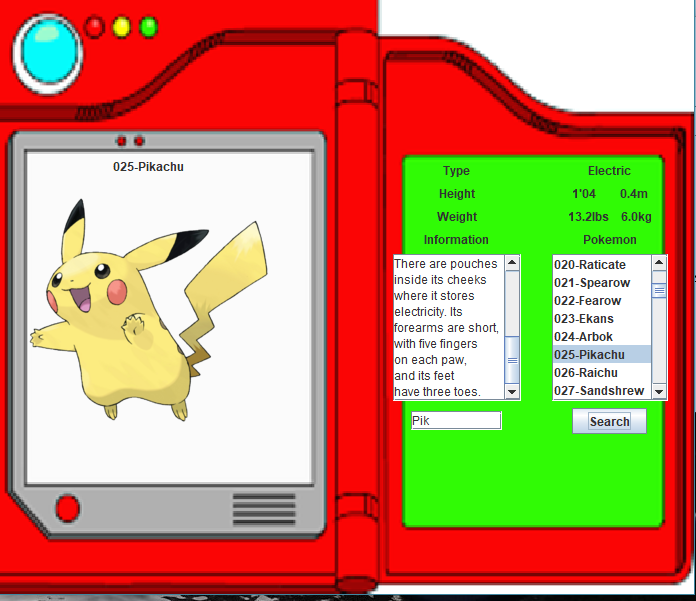 025-Pikachu
Type Electric
Height 1'04 0.4m
Weight 13.2lbs 6.0kg
Information Pokemon
There are pouches
inside its cheeks
where it stores
electricity. Its
forearms are short,
with five fingers
on each paw,
and its feet
have three toes.
020-Raticate
021-Spearow
022-Fearow
023-Ekans
024-Arbok
025-Pikachu
026-Raichu
027-Sandshrew
Pik
Search